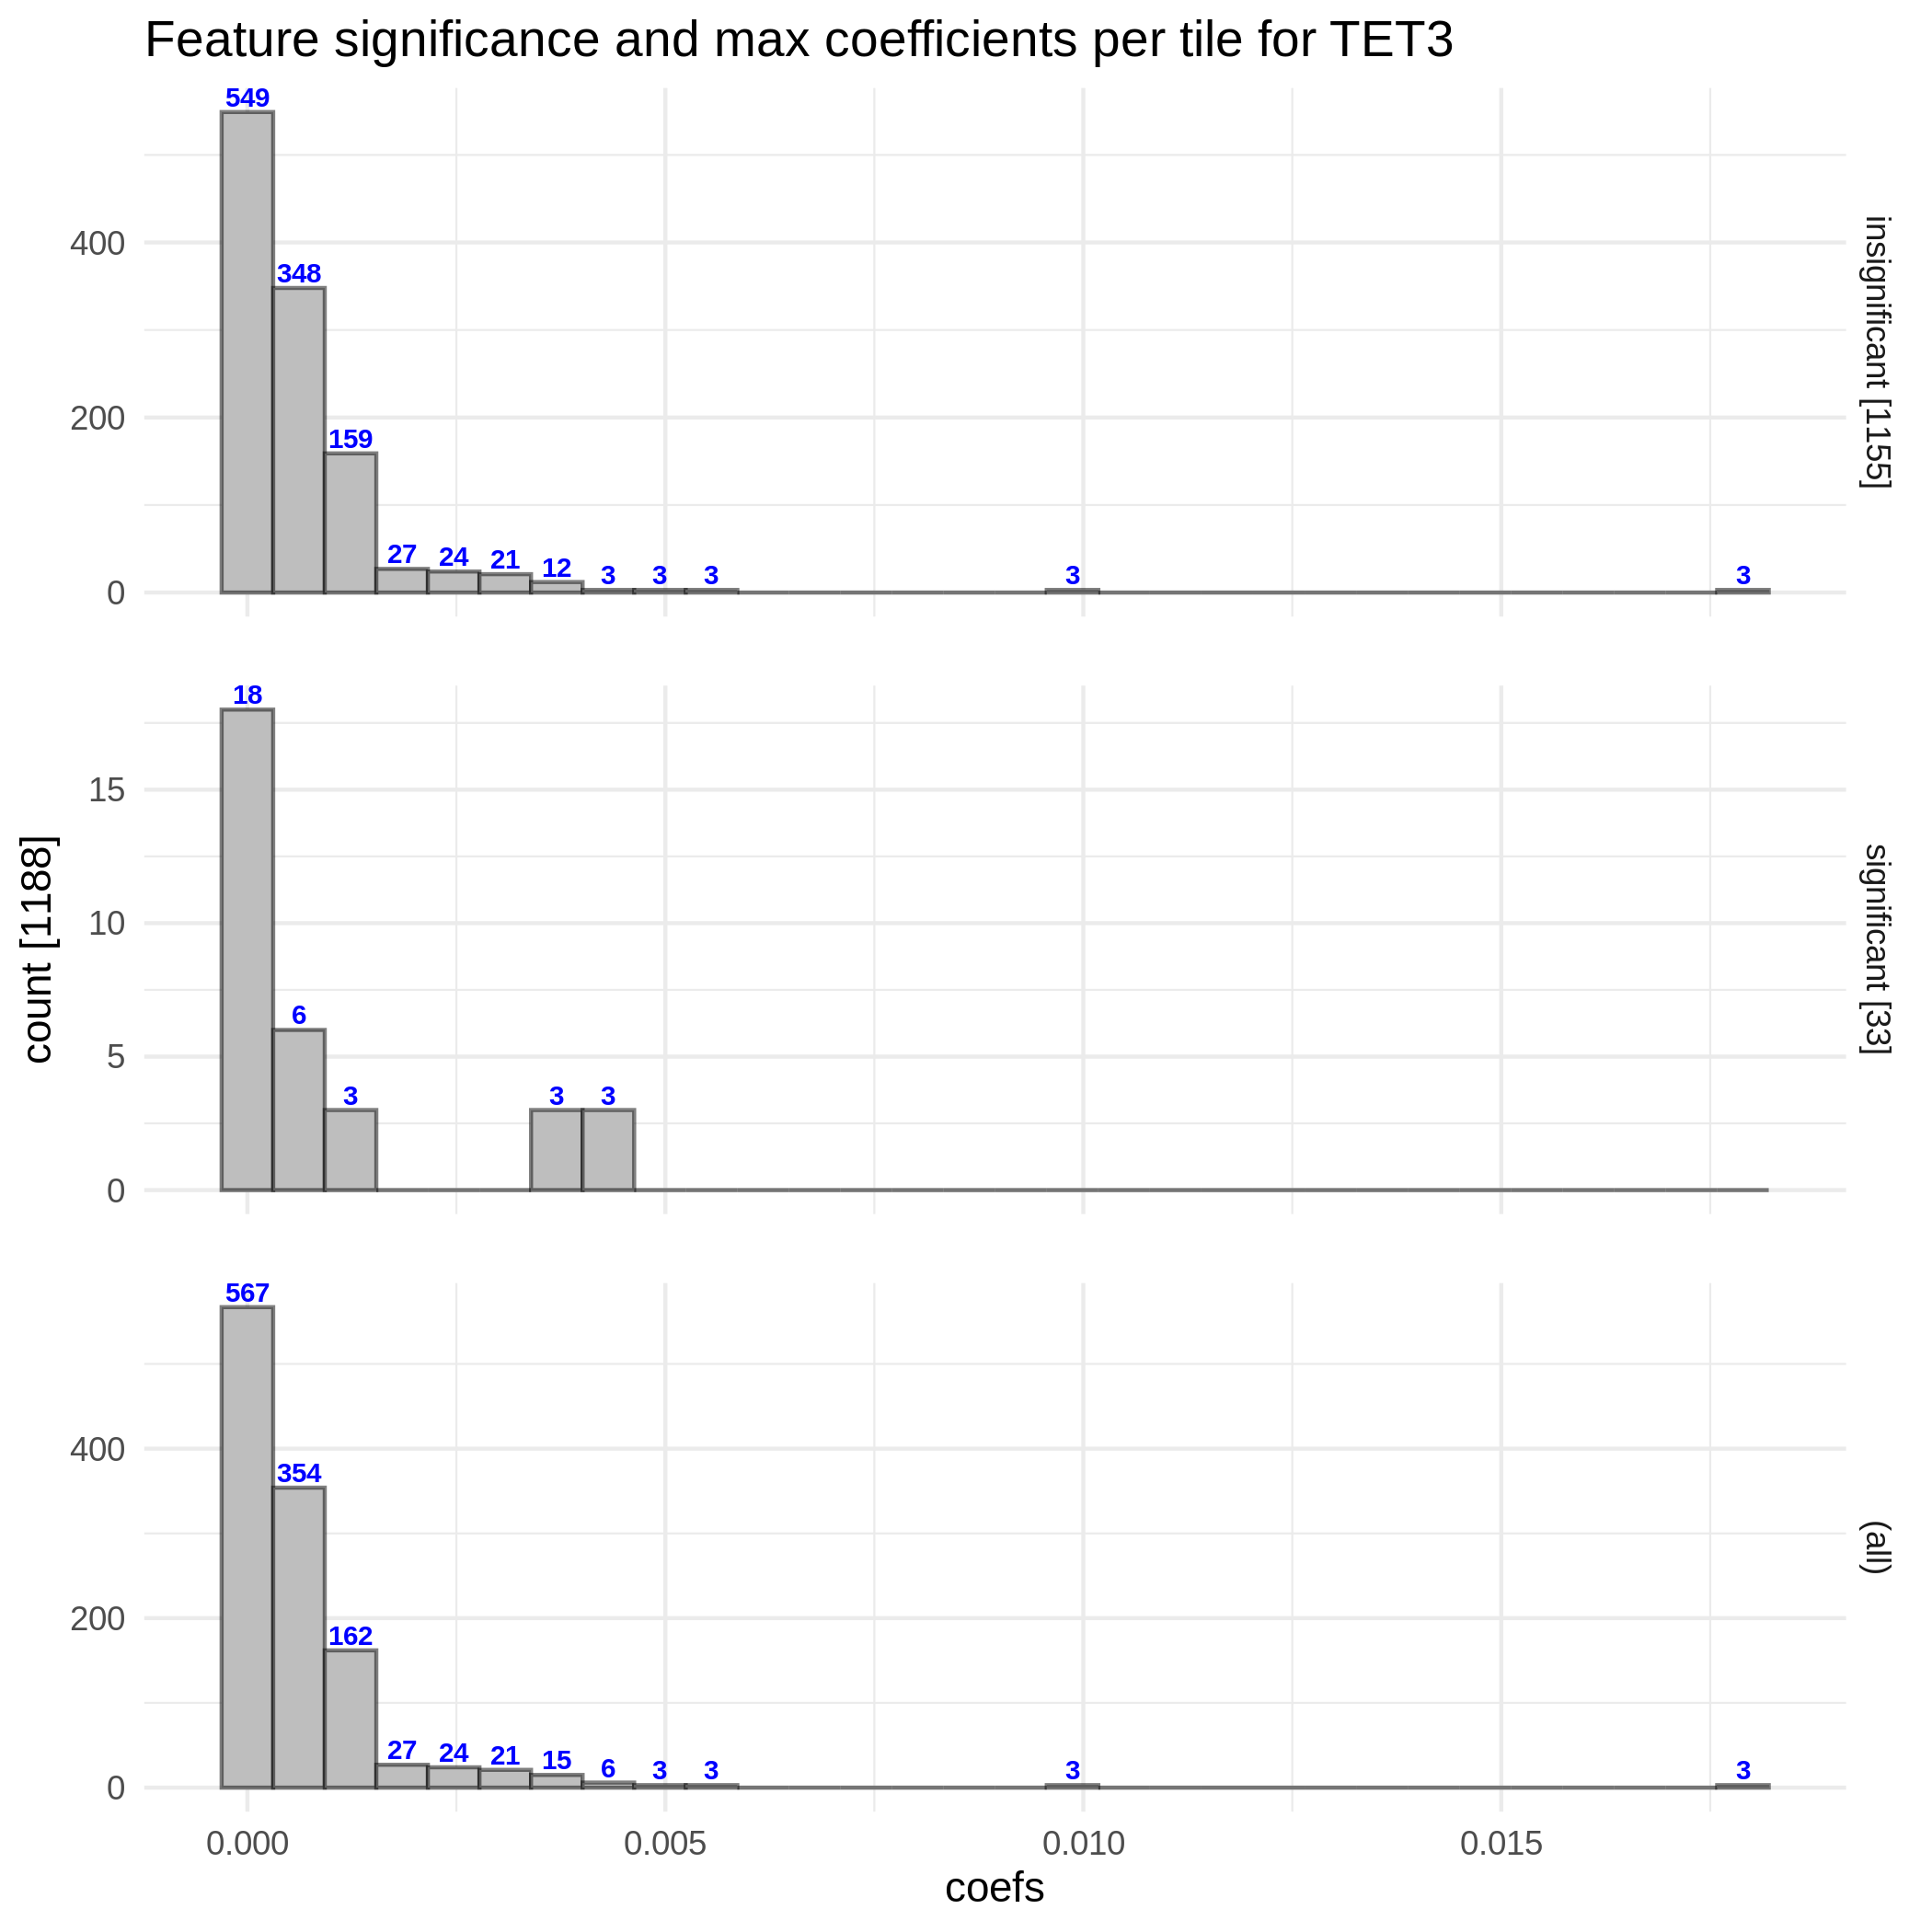 Feature significance and max coefficients per tile for TET3
549
348
159
27 24 21 12 3 3 3 3 3
400
200
0
insignificant [1155]
18
6
3 3 3
15
10
5
0
significant [33]
count [1188]
567
354
162
27 24 21 15 6 3 3 3 3
400
200
0
(all)
0.000 0.005 0.010 0.015
coefs